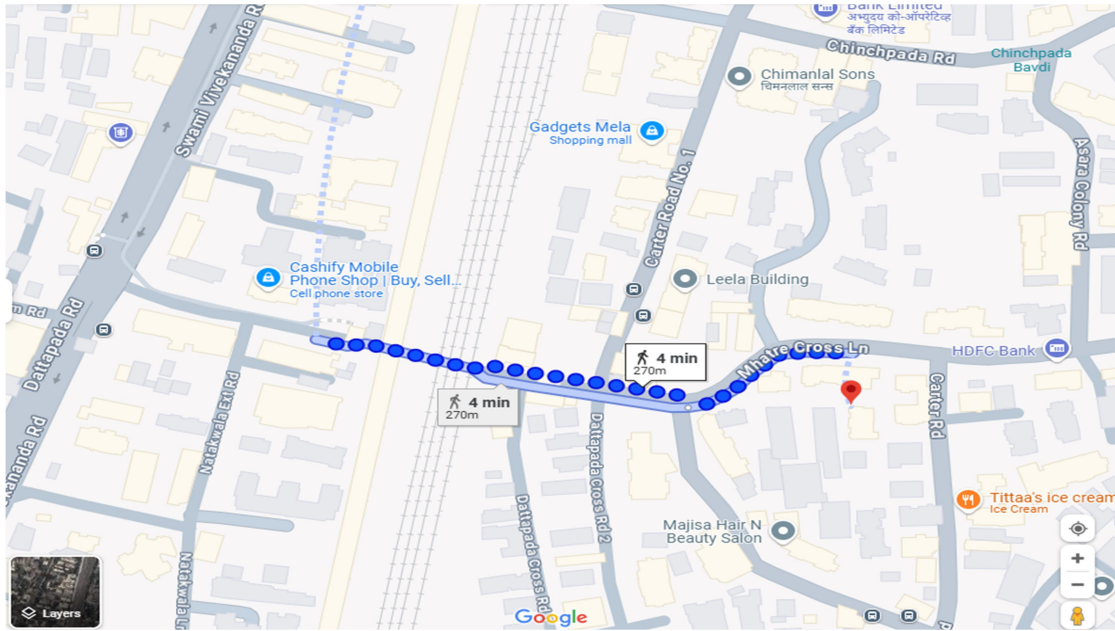 Bank Limited
अभ्युदय को-ऑपरेटिव्ह
बँक लिमिटेड
Chinchpada Rd
Chinchpada
Bavdi
Swami Vivekananda R
Chimanlal Sons
चिमनलाल सन्स
Gadgets Mela
Shopping mall
Carter Road No. 1
Asara Colony Rd
Cashify Mobile
Phone Shop | Buy, Sell...
Cell phone store
Leela Building
Rd
Dattapada Rd
4 min
270m
Mhatre Cross Ln
HDFC Bank
4 min
270m
Natakwala Ext Rd
Carter Rd
ekananda Rd
Dattapada Cross Rd 2
Dattapada Cross Rd
Tittaa's ice cream
Ice Cream
Majisa Hair N
Beauty Salon
Natakwala Ln
Layers
Google